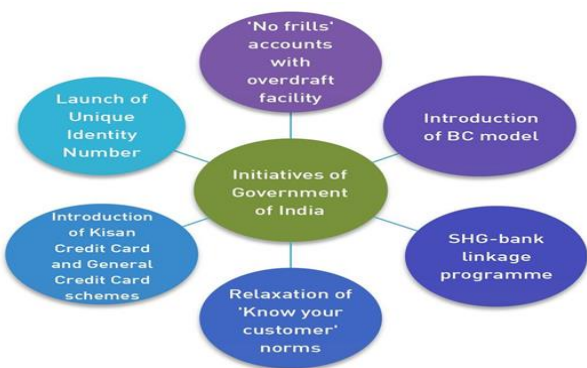 'No frills'
accounts
with
overdraft
facility
Introduction
of BC model
SHG-bank
linkage
programme
Relaxation of
'Know your
customer'
norms
Introduction
of Kisan
Credit Card
and General
Credit Card
schemes
Launch of
Unique
Identity
Number
Initiatives of
Government
of India